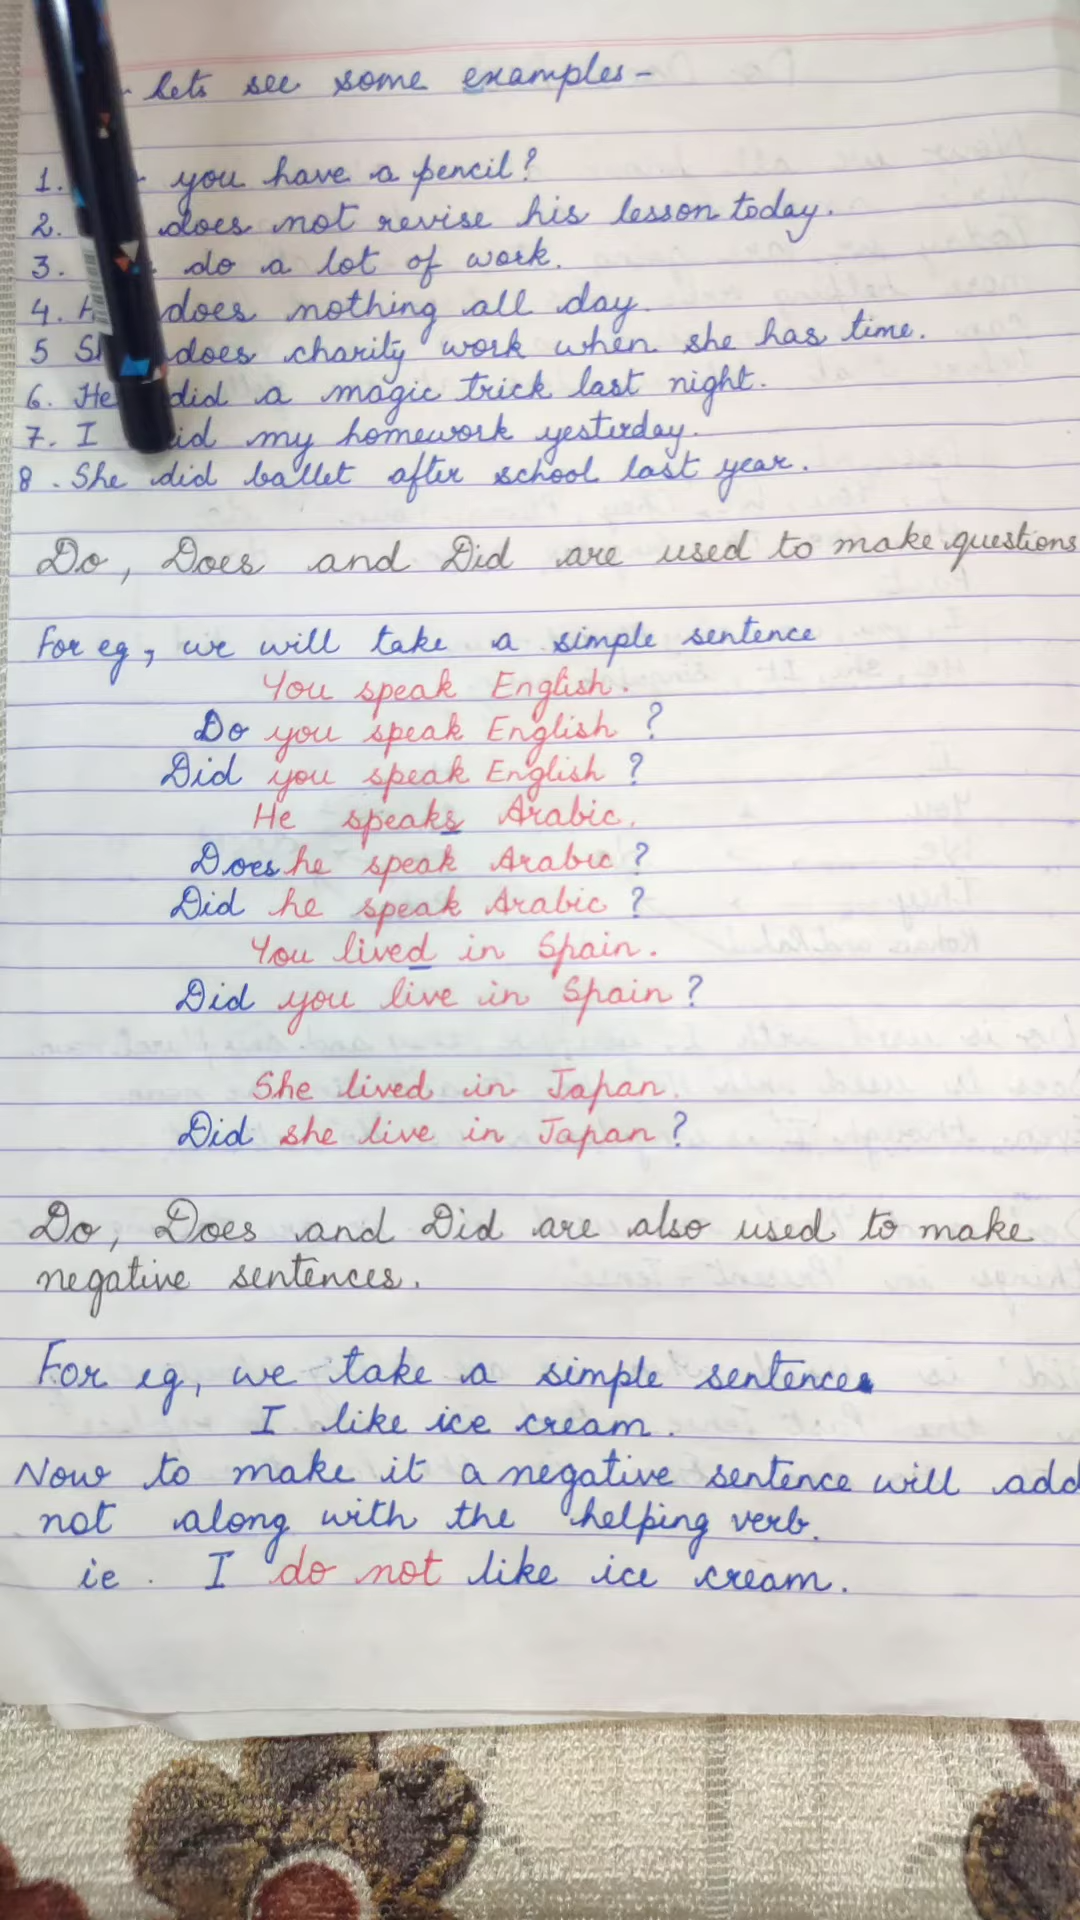 lets see some examples-
1. you have a pencil?
2. does not revise his lesson today.
3. do a lot of work.
4. does nothing all day.
5 does charity work when she has time.
6. He did a magic trick last night.
7. I did my homework yesterday.
8. She did ballet after school last year.
Do, Does and Did are used to make questions
For eg, we will take a simple sentence
You speak English.
Do you speak English?
Did you speak English?
He speaks Arabic.
Does he speak Arabic?
Did he speak Arabic?
You lived in Spain.
Did you live in Spain?
She lived in Japan.
Did she live in Japan?
Do, Does and Did are also used to make
negative sentences.
For eg, we take a simple sentence
I like ice cream.
Now to make it a negative sentence will add
not along with the helping verb.
ie. I do not like ice cream.